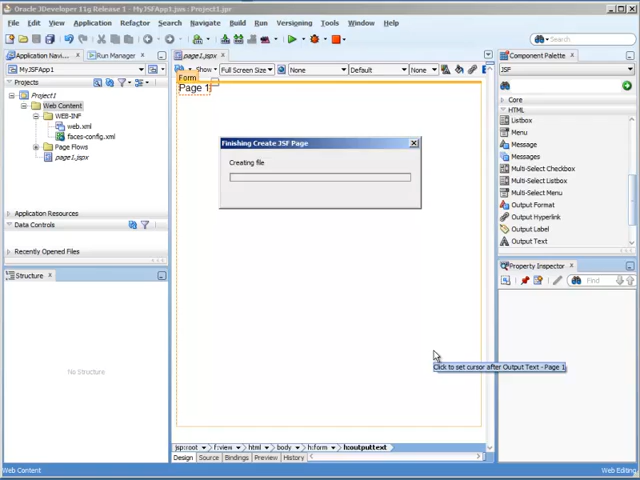 Oracle JDeveloper 11g Release 1 - MyJSFApp1.jws : Project1.jpr
File Edit View Application Refactor Search Navigate Build Run Versioning Tools Window Help
Search
Application Navi...
Run Manager
page1.jspx
Component Palette
MyJSFApp1
Show
Full Screen Size
None
Default
None
JSF
Projects
Form
Page 1
Core
HTML
Project1
Web Content
WEB-INF
web.xml
faces-config.xml
Page Flows
page1.jspx
Listbox
Menu
Message
Messages
Multi-Select Checkbox
Multi-Select Listbox
Multi-Select Menu
Output Format
Output Hyperlink
Output Label
Output Text
Finishing Create JSF Page
Creating file
Application Resources
Data Controls
Recently Opened Files
Structure
Property Inspector
Find
No Structure
Click to set cursor after Output Text - Page 1
jsp:root f:view html body h:form h:outputtext
Design Source Bindings Preview History
Web Content
Web Editing